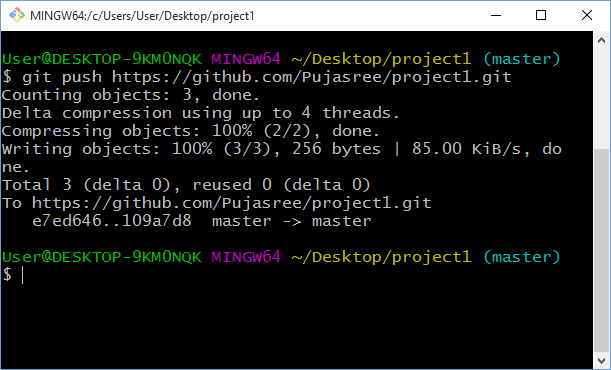 MINGW64:/c/Users/User/Desktop/project1
User@DESKTOP-9KM0NQK MINGW64 ~/Desktop/project1 (master)
$ git push https://github.com/Pujasree/project1.git
Counting objects: 3, done.
Delta compression using up to 4 threads.
Compressing objects: 100% (2/2), done.
Writing objects: 100% (3/3), 256 bytes | 85.00 KiB/s, do
ne.
Total 3 (delta 0), reused 0 (delta 0)
To https://github.com/Pujasree/project1.git
   e7ed646..109a7d8  master -> master
User@DESKTOP-9KM0NQK MINGW64 ~/Desktop/project1 (master)
$